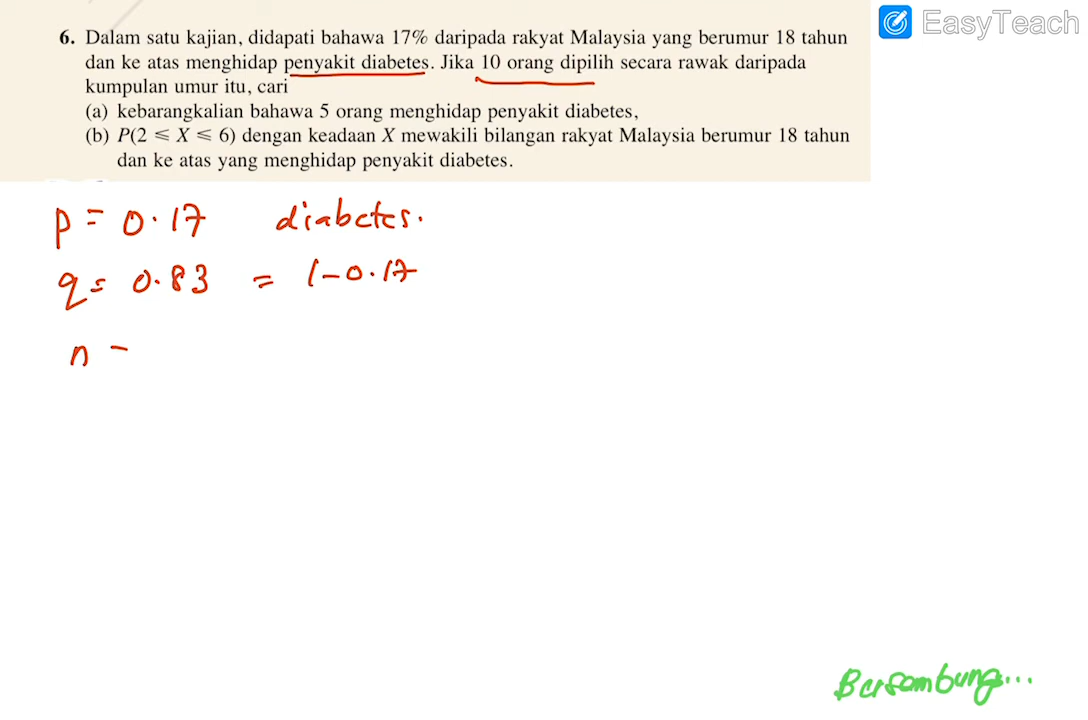 EasyTeach
6. Dalam satu kajian, didapati bahawa 17% daripada rakyat Malaysia yang berumur 18 tahun
dan ke atas menghidap penyakit diabetes. Jika 10 orang dipilih secara rawak daripada
kumpulan umur itu, cari
(a) kebarangkalian bahawa 5 orang menghidap penyakit diabetes,
(b) P(2 ⩽ X ⩽ 6) dengan keadaan X mewakili bilangan rakyat Malaysia berumur 18 tahun
dan ke atas yang menghidap penyakit diabetes.
p = 0.17 diabetes.
q = 0.83 = 1-0.17
n -
Bersambung...